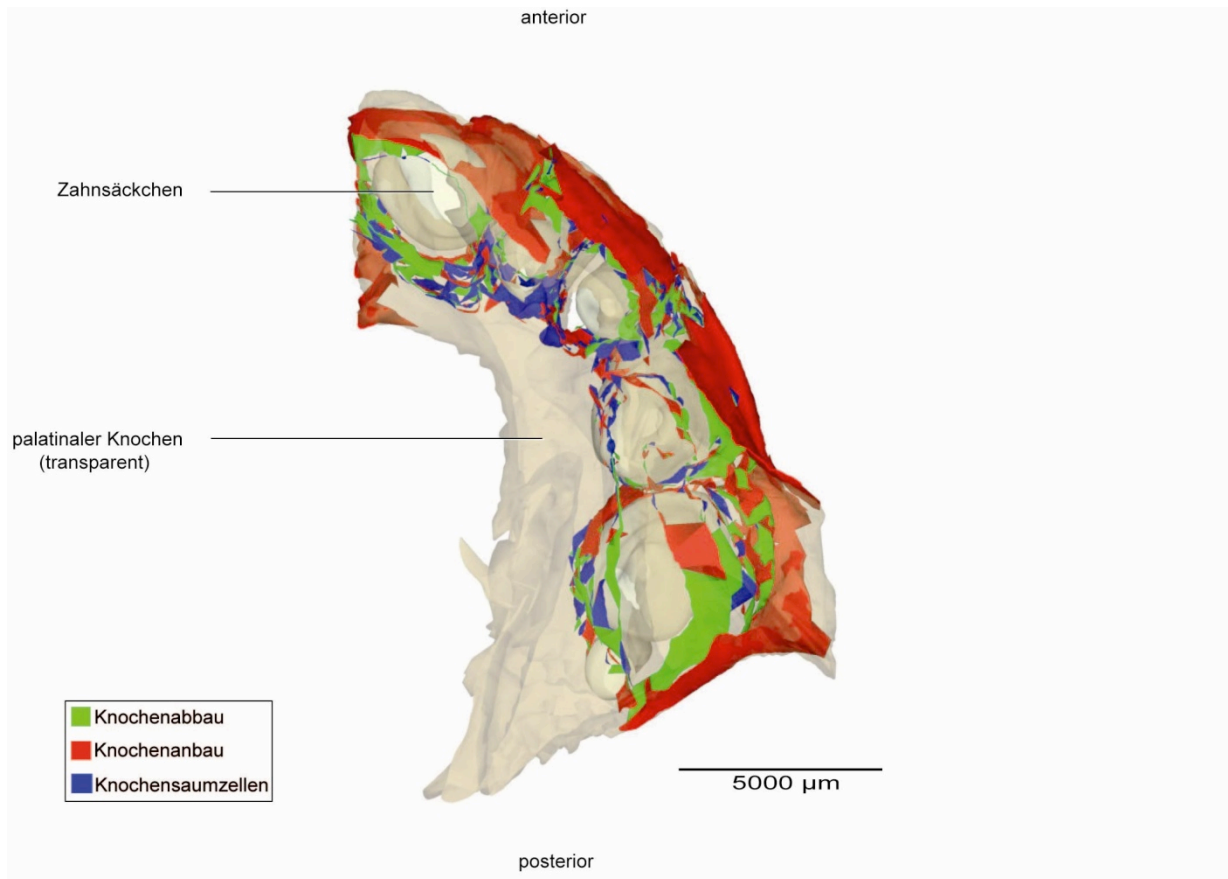 anterior
Zahnsäckchen
palatinaler Knochen
(transparent)
Knochenabbau
Knochenanbau
Knochensaumzellen
5000 µm
posterior